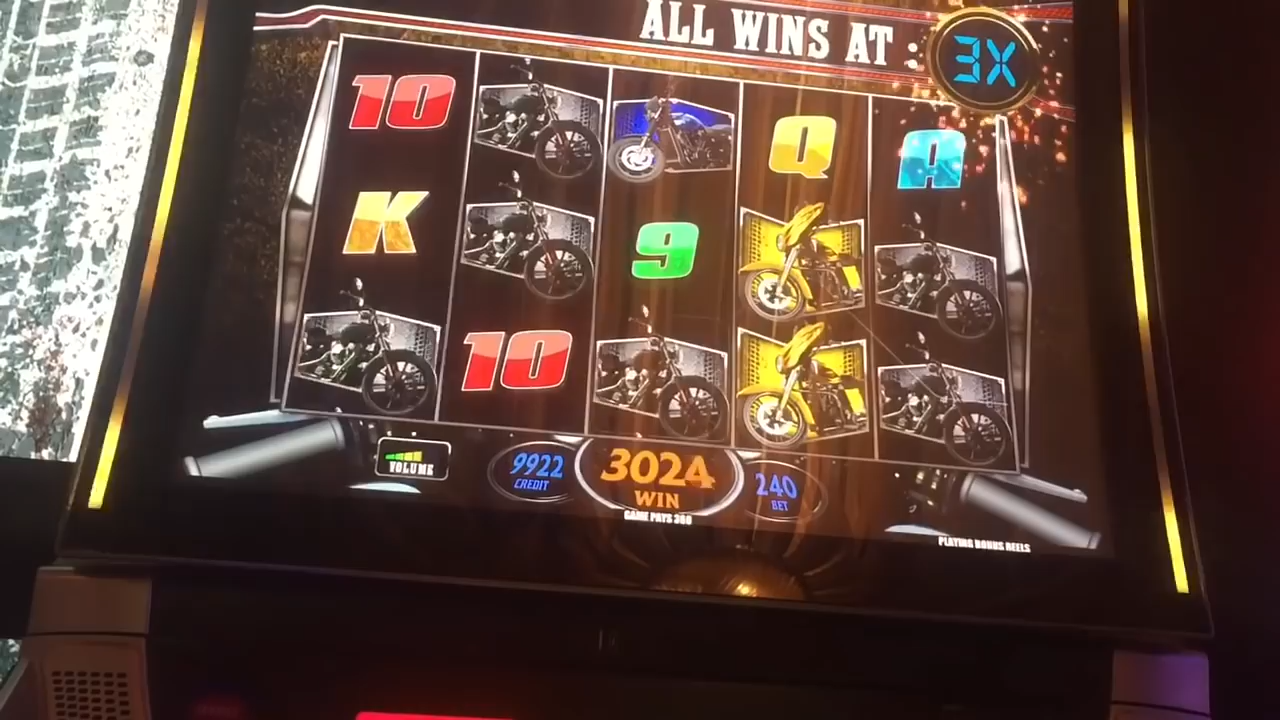 ALL WINS AT : 3X
10 Q A
K 9
10
VOLUME
9922
CREDIT
3024
WIN
240
BET
GAME PAYS 360
PLAYING BONUS REELS